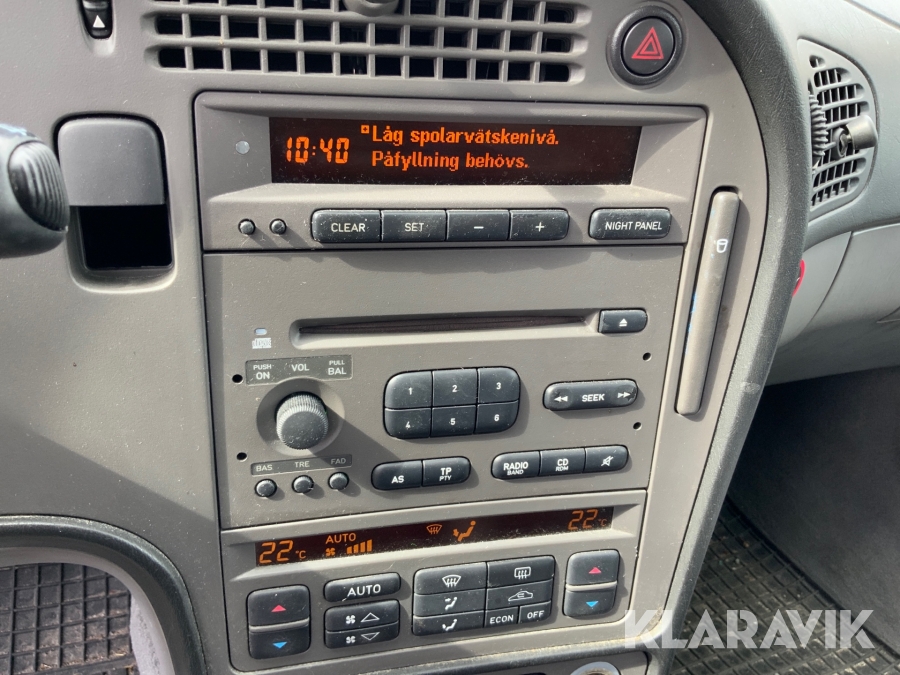 10:40
Låg spolarvätskenivå.
Påfyllning behövs.
CLEAR SET − + NIGHT PANEL
PUSH ON VOL PULL BAL
1 2 3
4 5 6
SEEK
BAS TRE FAD
AS TP PTY RADIO BAND CD RDM
22°C AUTO 22°C
AUTO
ECON OFF
KLARAVIK